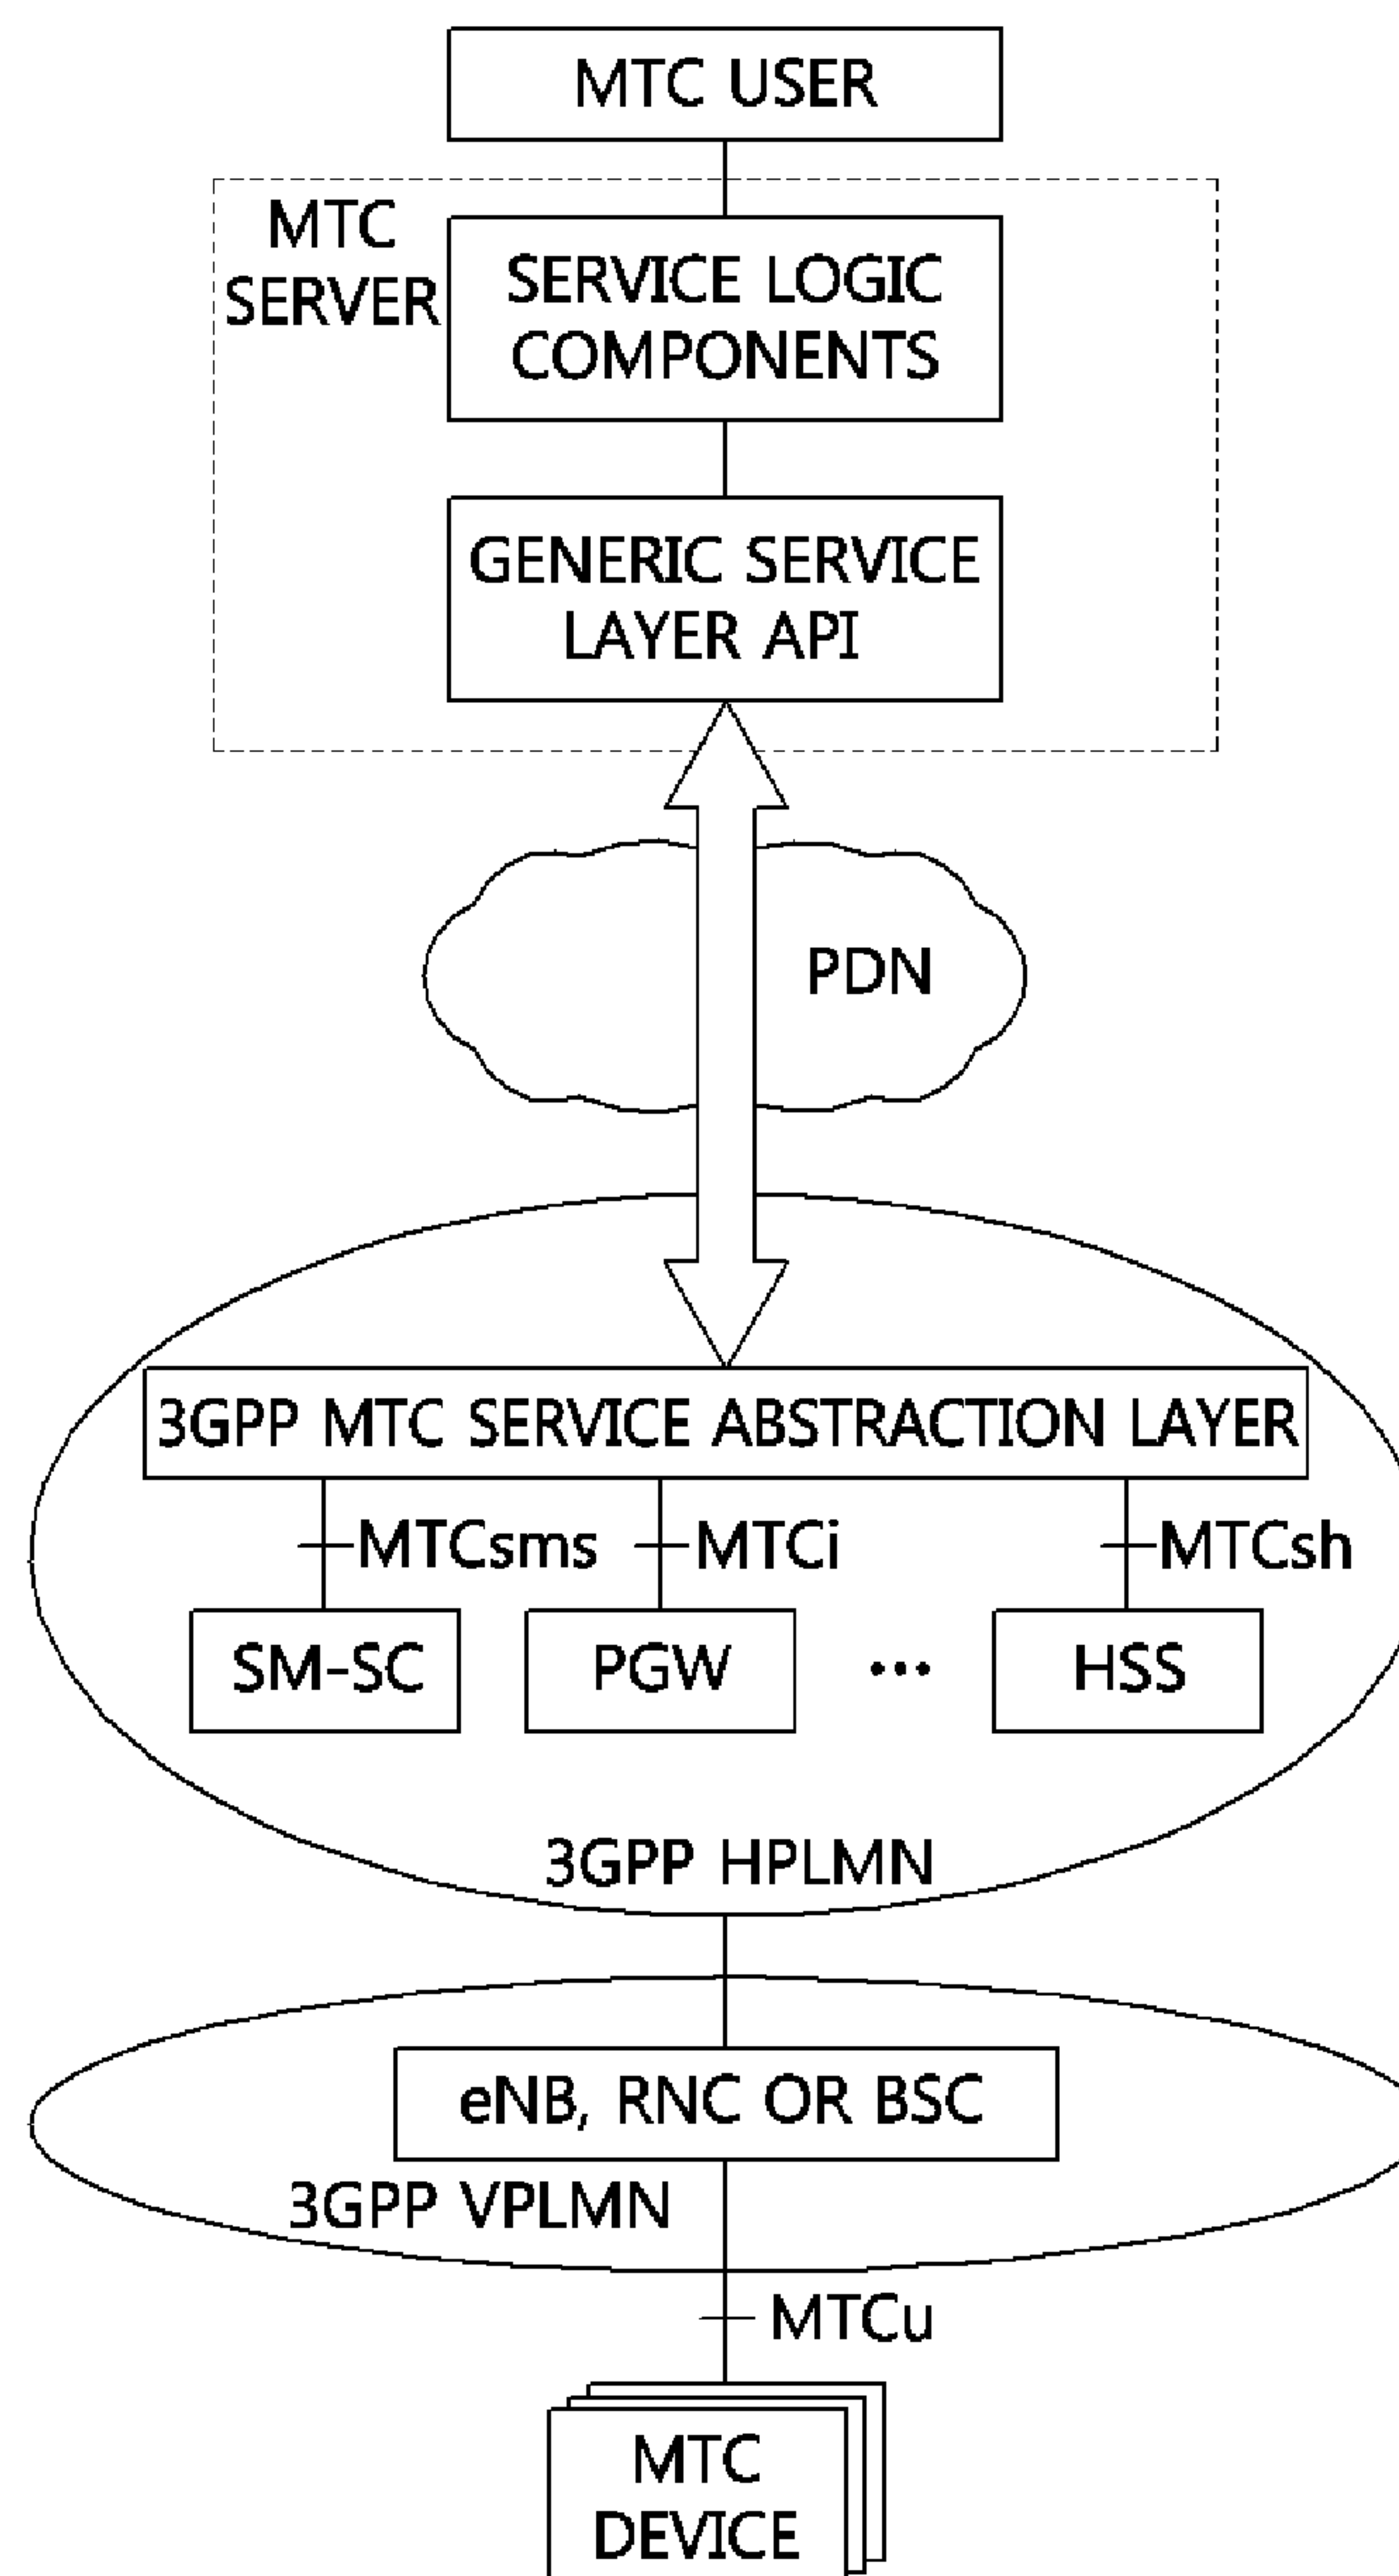 MTC USER
MTC
SERVER
SERVICE LOGIC
COMPONENTS
GENERIC SERVICE
LAYER API
PDN
3GPP MTC SERVICE ABSTRACTION LAYER
MTCsms
MTCi
MTCsh
SM-SC
PGW
•••
HSS
3GPP HPLMN
eNB, RNC OR BSC
3GPP VPLMN
MTCu
MTC
DEVICE